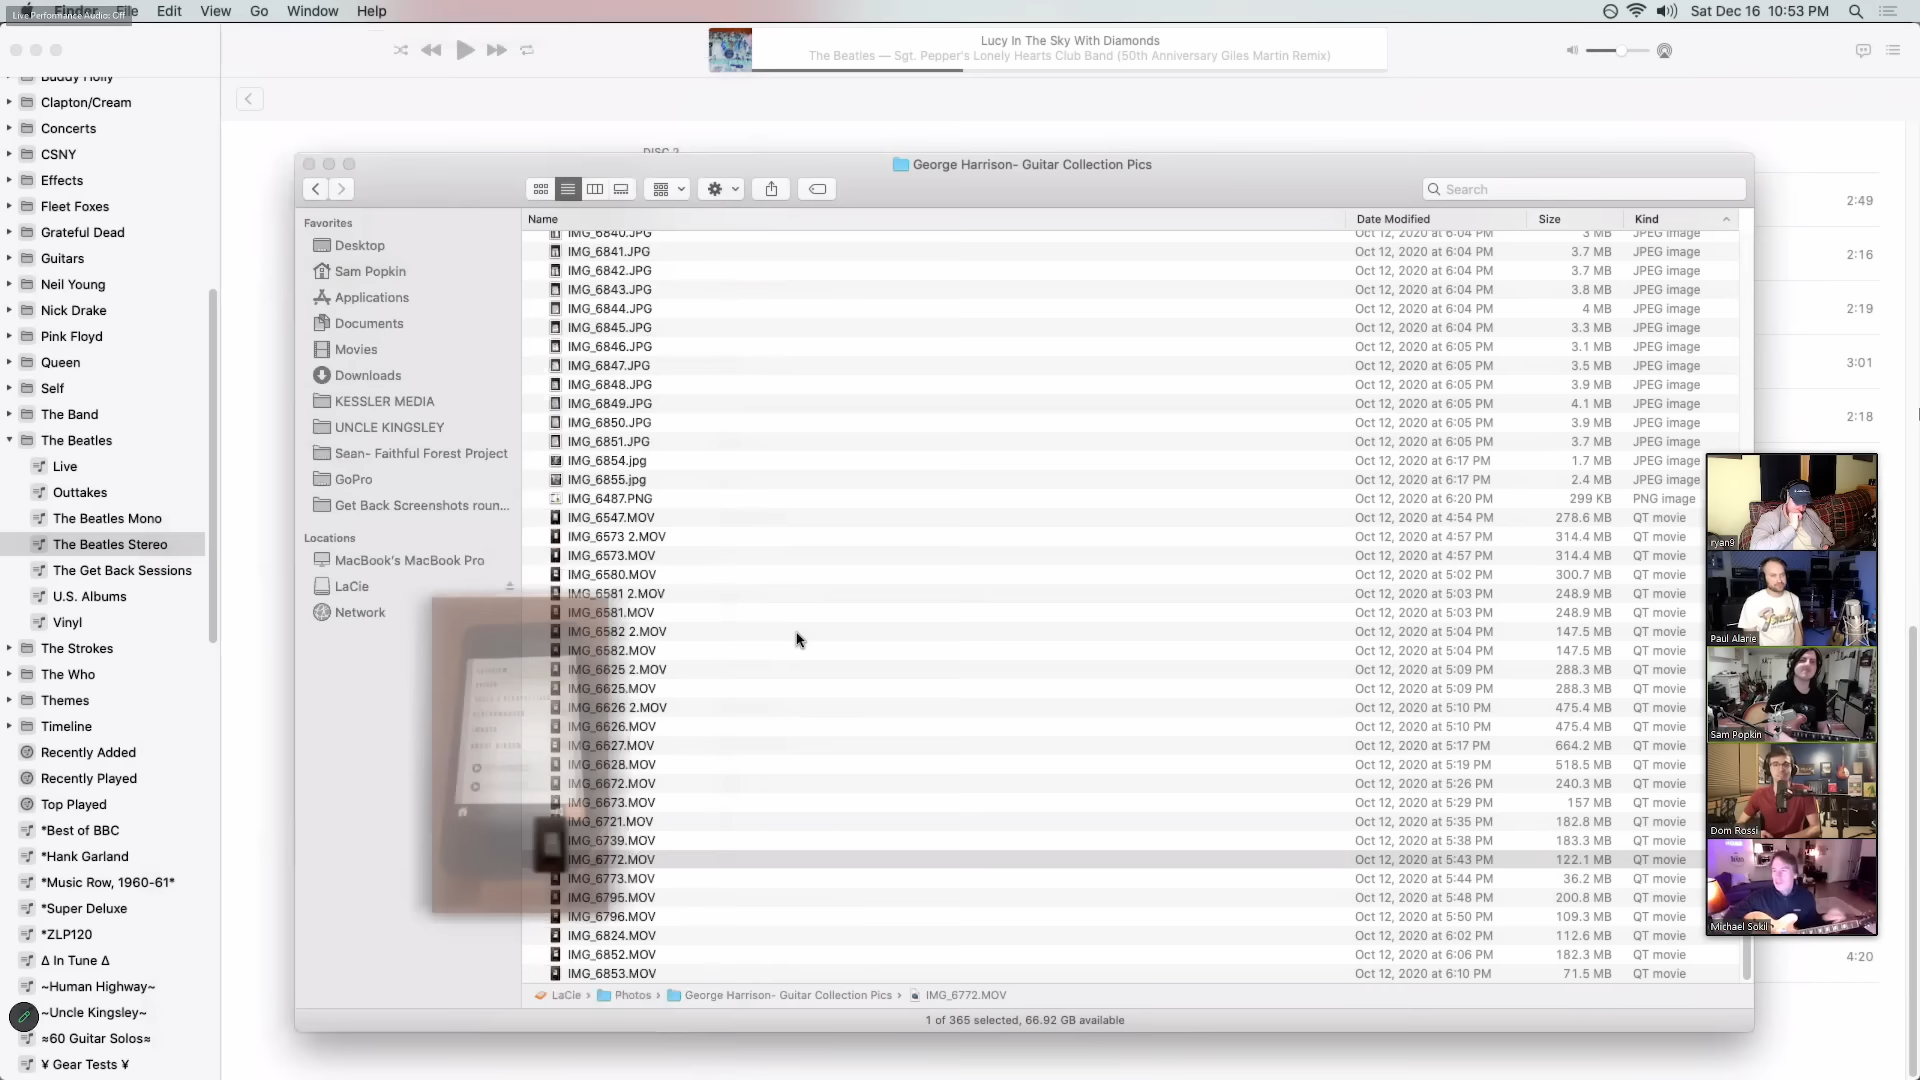 Finder File Edit View Go Window Help
Live Performance Audio: Off
Sat Dec 16 10:53 PM
Lucy In The Sky With Diamonds
The Beatles — Sgt. Pepper's Lonely Hearts Club Band (50th Anniversary Giles Martin Remix)
Buddy Holly
Clapton/Cream
Concerts
CSNY
Effects
Fleet Foxes
Grateful Dead
Guitars
Neil Young
Nick Drake
Pink Floyd
Queen
Self
The Band
The Beatles
Live
Outtakes
The Beatles Mono
The Beatles Stereo
The Get Back Sessions
U.S. Albums
Vinyl
The Strokes
The Who
Themes
Timeline
Recently Added
Recently Played
Top Played
*Best of BBC
*Hank Garland
*Music Row, 1960-61*
*Super Deluxe
*ZLP120
Δ In Tune Δ
~Human Highway~
~Uncle Kingsley~
≈60 Guitar Solos≈
¥ Gear Tests ¥
DISC 2
George Harrison- Guitar Collection Pics
Search
Favorites
Desktop
Sam Popkin
Applications
Documents
Movies
Downloads
KESSLER MEDIA
UNCLE KINGSLEY
Sean- Faithful Forest Project
GoPro
Get Back Screenshots roun...
Locations
MacBook's MacBook Pro
LaCie
Network
Name Date Modified Size Kind
IMG_6840.JPG Oct 12, 2020 at 6:04 PM 3 MB JPEG image
IMG_6841.JPG Oct 12, 2020 at 6:04 PM 3.7 MB JPEG image
IMG_6842.JPG Oct 12, 2020 at 6:04 PM 3.7 MB JPEG image
IMG_6843.JPG Oct 12, 2020 at 6:04 PM 3.8 MB JPEG image
IMG_6844.JPG Oct 12, 2020 at 6:04 PM 4 MB JPEG image
IMG_6845.JPG Oct 12, 2020 at 6:04 PM 3.3 MB JPEG image
IMG_6846.JPG Oct 12, 2020 at 6:04 PM 3.1 MB JPEG image
IMG_6847.JPG Oct 12, 2020 at 6:05 PM 3.5 MB JPEG image
IMG_6848.JPG Oct 12, 2020 at 6:05 PM 3.9 MB JPEG image
IMG_6849.JPG Oct 12, 2020 at 6:05 PM 4.1 MB JPEG image
IMG_6850.JPG Oct 12, 2020 at 6:05 PM 3.9 MB JPEG image
IMG_6851.JPG Oct 12, 2020 at 6:05 PM 3.7 MB JPEG image
IMG_6854.jpg Oct 12, 2020 at 6:17 PM 1.7 MB JPEG image
IMG_6855.jpg Oct 12, 2020 at 6:17 PM 2.4 MB JPEG image
IMG_6487.PNG Oct 12, 2020 at 6:20 PM 299 KB PNG image
IMG_6547.MOV Oct 12, 2020 at 4:54 PM 278.6 MB QT movie
IMG_6573 2.MOV Oct 12, 2020 at 4:57 PM 314.4 MB QT movie
IMG_6573.MOV Oct 12, 2020 at 4:57 PM 314.4 MB QT movie
IMG_6580.MOV Oct 12, 2020 at 5:02 PM 300.7 MB QT movie
IMG_6581 2.MOV Oct 12, 2020 at 5:03 PM 248.9 MB QT movie
IMG_6581.MOV Oct 12, 2020 at 5:03 PM 248.9 MB QT movie
IMG_6582 2.MOV Oct 12, 2020 at 5:04 PM 147.5 MB QT movie
IMG_6582.MOV Oct 12, 2020 at 5:04 PM 147.5 MB QT movie
IMG_6625 2.MOV Oct 12, 2020 at 5:09 PM 288.3 MB QT movie
IMG_6625.MOV Oct 12, 2020 at 5:09 PM 288.3 MB QT movie
IMG_6626 2.MOV Oct 12, 2020 at 5:10 PM 475.4 MB QT movie
IMG_6626.MOV Oct 12, 2020 at 5:10 PM 475.4 MB QT movie
IMG_6627.MOV Oct 12, 2020 at 5:17 PM 664.2 MB QT movie
IMG_6628.MOV Oct 12, 2020 at 5:19 PM 518.5 MB QT movie
IMG_6672.MOV Oct 12, 2020 at 5:26 PM 240.3 MB QT movie
IMG_6673.MOV Oct 12, 2020 at 5:29 PM 157 MB QT movie
IMG_6721.MOV Oct 12, 2020 at 5:35 PM 182.8 MB QT movie
IMG_6739.MOV Oct 12, 2020 at 5:38 PM 183.3 MB QT movie
IMG_6772.MOV Oct 12, 2020 at 5:43 PM 122.1 MB QT movie
IMG_6773.MOV Oct 12, 2020 at 5:44 PM 36.2 MB QT movie
IMG_6795.MOV Oct 12, 2020 at 5:48 PM 200.8 MB QT movie
IMG_6796.MOV Oct 12, 2020 at 5:50 PM 109.3 MB QT movie
IMG_6824.MOV Oct 12, 2020 at 6:02 PM 112.6 MB QT movie
IMG_6852.MOV Oct 12, 2020 at 6:06 PM 182.3 MB QT movie
IMG_6853.MOV Oct 12, 2020 at 6:10 PM 71.5 MB QT movie
LaCie › Photos › George Harrison- Guitar Collection Pics › IMG_6772.MOV
1 of 365 selected, 66.92 GB available
2:49
2:16
2:19
3:01
2:18
4:20
ryan9
Paul Alarie
Sam Popkin
Dom Rossi
Michael Sokil